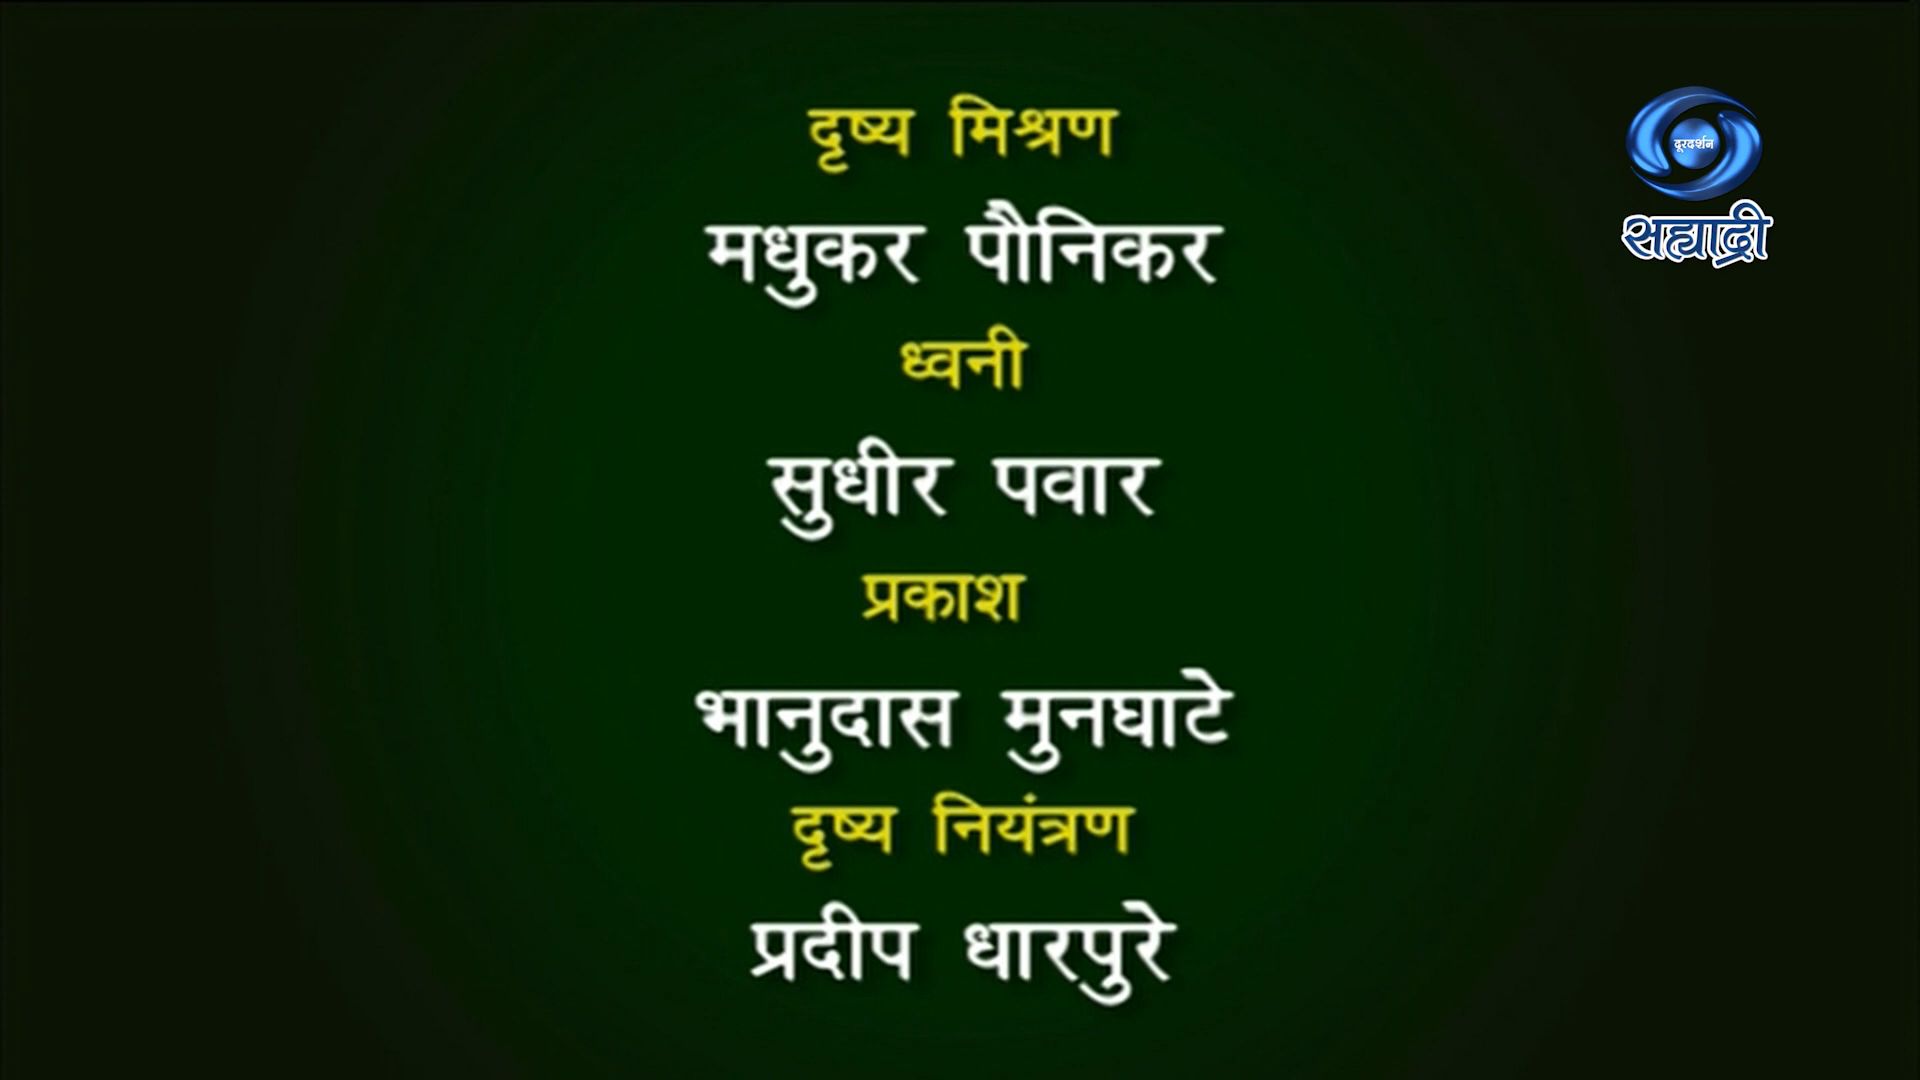 दृष्य मिश्रण
मधुकर पौनिकर
ध्वनी
सुधीर पवार
प्रकाश
भानुदास मुनघाटे
दृष्य नियंत्रण
प्रदीप धारपुरे
दूरदर्शन
सह्याद्री